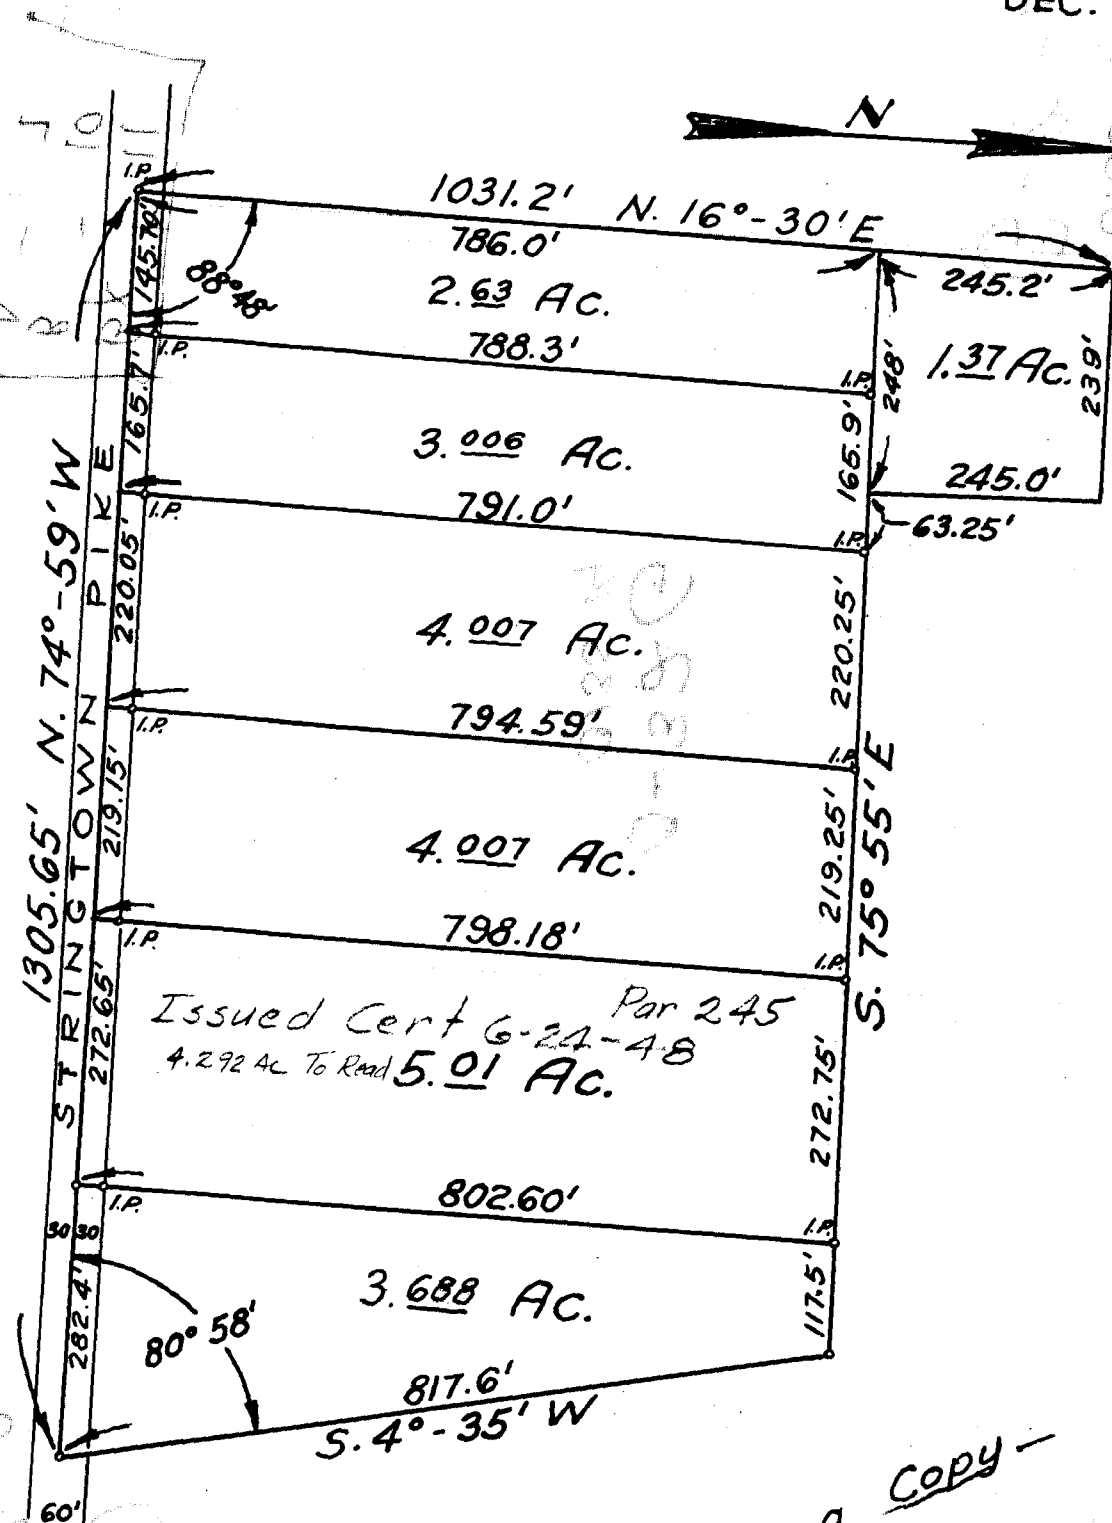 DEC.
N
I.P.
1031.2' N. 16°-30' E
786.0'
145.70'
88°48'
2.63 Ac.
245.2'
788.3'
I.P.
I.P.
248'
1.37 Ac.
239'
165.7'
3.006 Ac.
165.9'
245.0'
791.0'
I.P.
I.P.
63.25'
1305.65' N. 74°-59' W
STRINGTOWN PIKE
220.05'
4.007 Ac.
220.25'
794.59'
I.P.
I.P.
219.15'
4.007 Ac.
219.25'
S. 75° 55' E
798.18'
I.P.
I.P.
272.65'
Issued Cert 6-24-48
Par 245
4.292 Ac To Read
5.01 Ac.
272.75'
802.60'
I.P.
I.P.
30 30
282.4'
3.688 Ac.
117.5'
80° 58'
817.6'
S. 4°-35' W
60'
Copy -